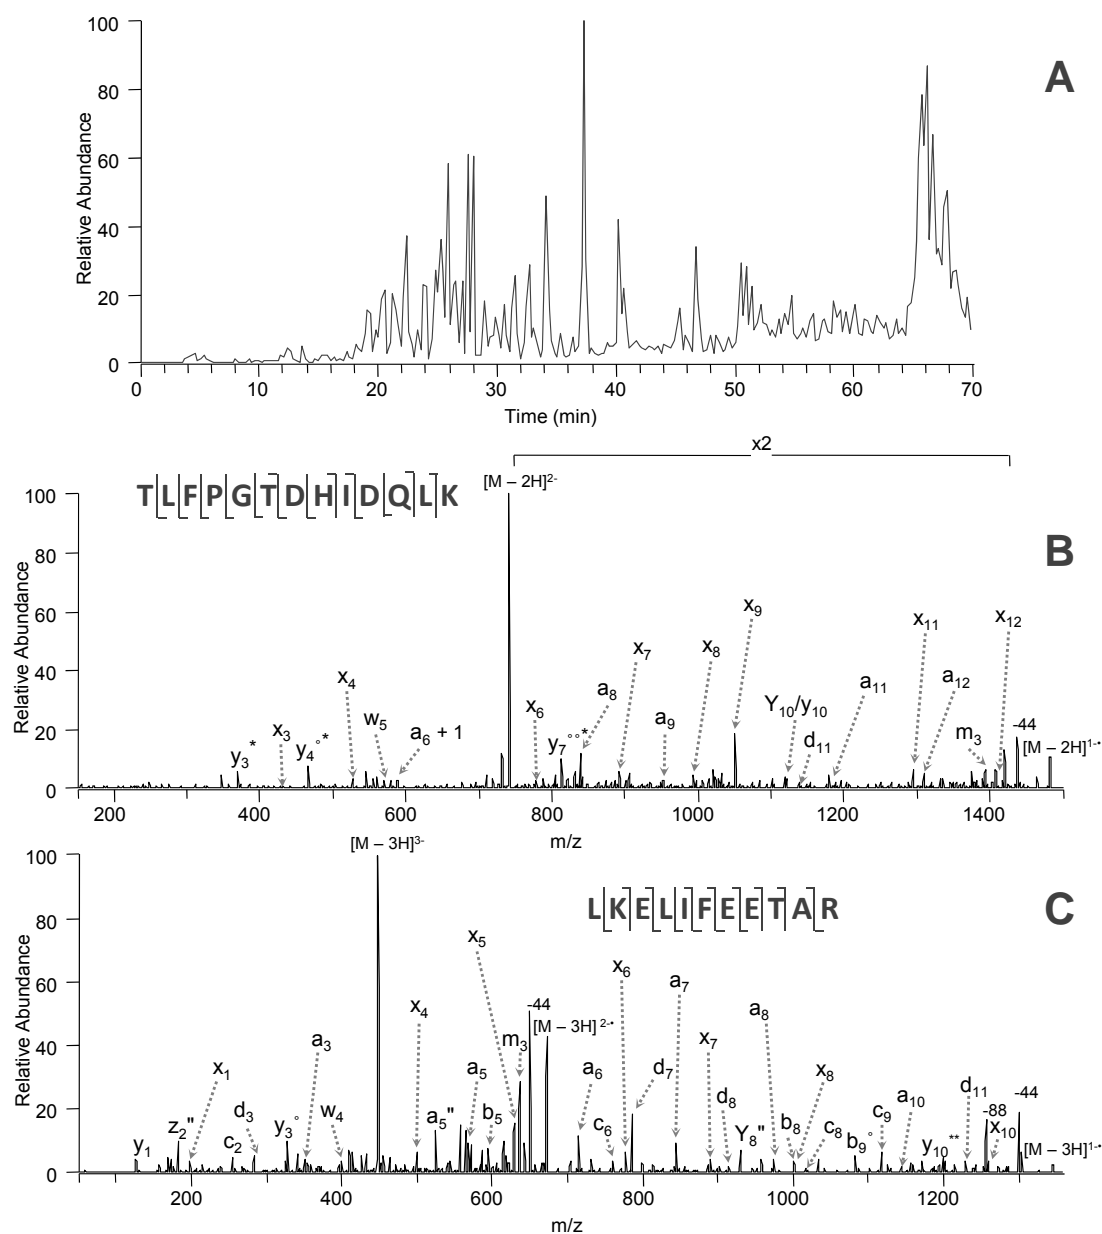 A
Relative Abundance
100
80
60
40
20
0
0 10 20 30 40 50 60 70
Time (min)
x2
B
TLFPGTDHIDQLK
[M – 2H]2-
Relative Abundance
100
80
60
40
20
0
y3* x3 y4°* x4 w5 a6 + 1 x6 y7°°* a8 x7 a9 x8 x9 Y10/y10 d11 a11 x11 a12 m3 x12 -44 [M – 2H]1-•
200 400 600 800 1000 1200 1400
m/z
C
LKELIFEETAR
[M – 3H]3-
Relative Abundance
100
80
60
40
20
0
y1 z2" x1 c2 d3 y3° a3 w4 x4 a5" a5 x5 b5 m3 -44 [M – 3H]2-• a6 c6 x6 d7 a7 x7 d8 Y8" a8 b8 x8 c8 b9° c9 a10 y10** d11 -88 x10 -44 [M – 3H]1-•
200 400 600 800 1000 1200
m/z